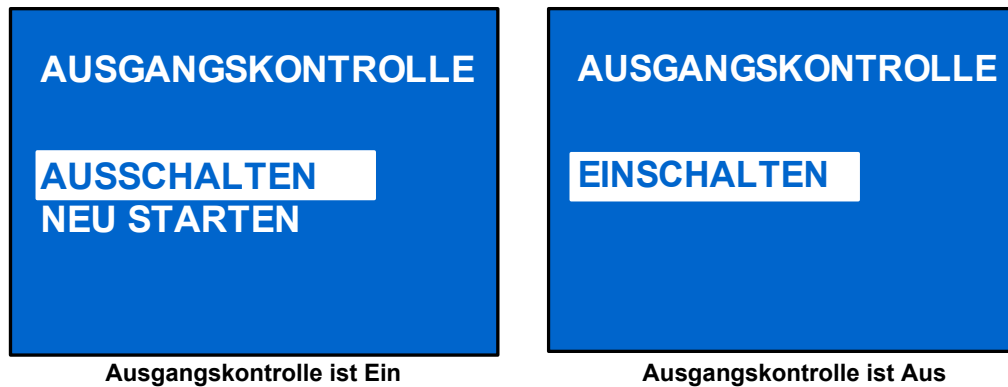 AUSGANGSKONTROLLE
AUSSCHALTEN
NEU STARTEN
Ausgangskontrolle ist Ein
AUSGANGSKONTROLLE
EINSCHALTEN
Ausgangskontrolle ist Aus